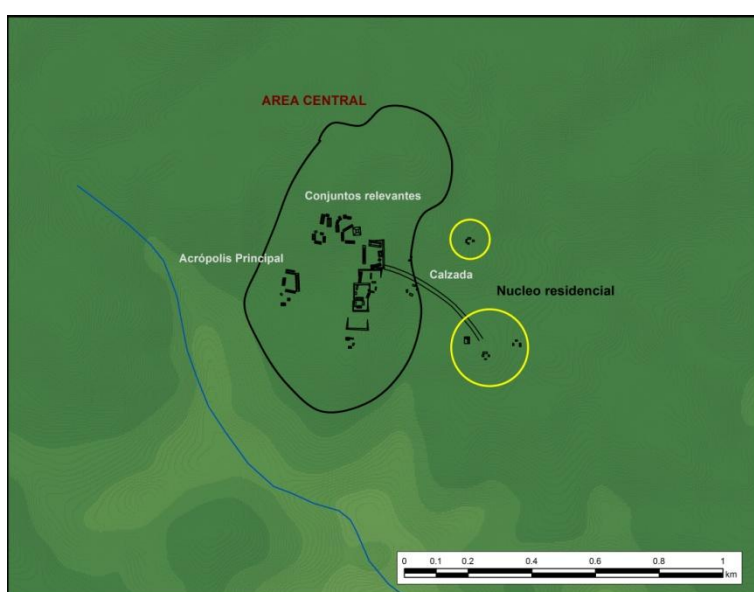 AREA CENTRAL
Conjuntos relevantes
Acrópolis Principal
Calzada
Nucleo residencial
0 0.1 0.2 0.4 0.6 0.8 1
km